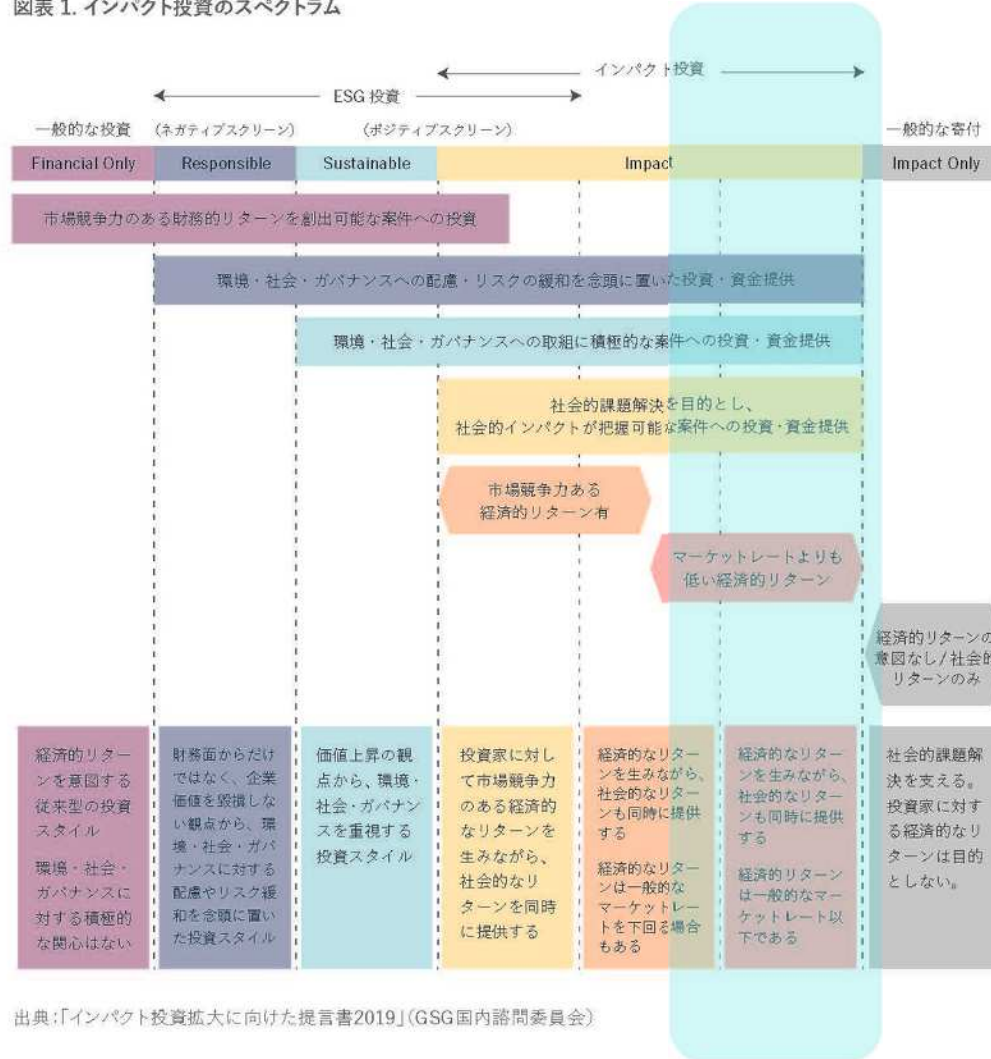 図表 1. インパクト投資のスペクトラム
インパクト投資
ESG 投資
一般的な投資
(ネガティブスクリーン)
(ポジティブスクリーン)
一般的な寄付
Financial Only
Responsible
Sustainable
Impact
Impact Only
市場競争力のある財務的リターンを創出可能な案件への投資
環境・社会・ガバナンスへの配慮・リスクの緩和を念頭に置いた投資・資金提供
環境・社会・ガバナンスへの取組に積極的な案件への投資・資金提供
社会的課題解決を目的とし、
社会的インパクトが把握可能な案件への投資・資金提供
市場競争力ある
経済的リターン有
マーケットレートよりも
低い経済的リターン
経済的リターンの
意図なし/社会的
リターンのみ
経済的リター
ンを意図する
従来型の投資
スタイル
環境・社会・
ガバナンスに
対する積極的
な関心はない
財務面からだけ
ではなく、企業
価値を毀損しな
い観点から、環
境・社会・ガバ
ナンスに対する
配慮やリスク緩
和を念頭に置い
た投資スタイル
価値上昇の観
点から、環境・
社会・ガバナン
スを重視する
投資スタイル
投資家に対し
て市場競争力
のある経済的
なリターンを
生みながら、
社会的なリ
ターンを同時
に提供する
経済的なリター
ンを生みながら、
社会的なリター
ンも同時に提供
する
経済的なリター
ンは一般的な
マーケットレー
トを下回る場合
もある
経済的なリター
ンを生みながら、
社会的なリター
ンも同時に提供
する
経済的リターン
は一般的なマー
ケットレート以
下である
社会的課題解
決を支える。
投資家に対す
る経済的なリ
ターンは目的
としない。
出典:「インパクト投資拡大に向けた提言書2019」(GSG国内諮問委員会)